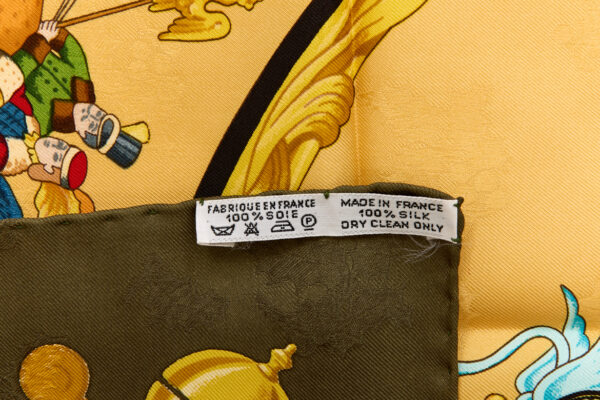 FABRIQUE EN FRANCE
100% SOIE
P
MADE IN FRANCE
100% SILK
DRY CLEAN ONLY